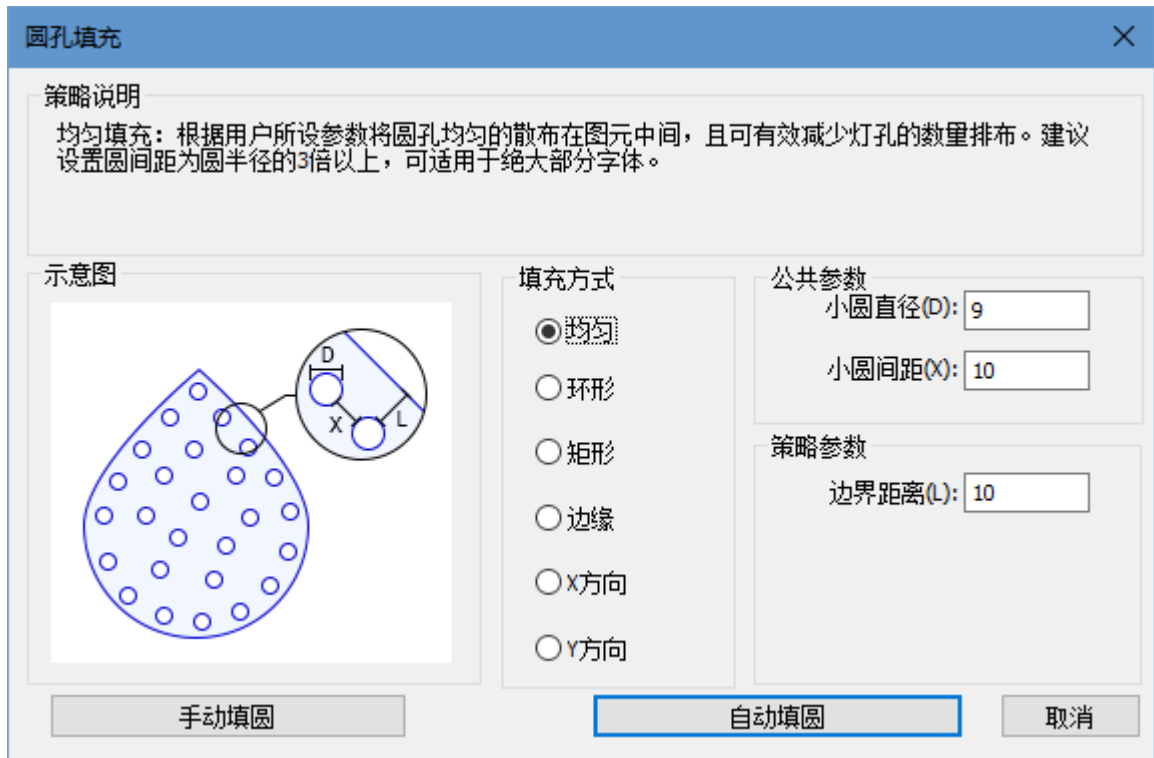 圆孔填充
策略说明
均匀填充：根据用户所设参数将圆孔均匀的散布在图元中间，且可有效减少灯孔的数量排布。建议
设置圆间距为圆半径的3倍以上，可适用于绝大部分字体。
示意图
D
X
L
填充方式
均匀
环形
矩形
边缘
X方向
Y方向
公共参数
小圆直径(D): 9
小圆间距(X): 10
策略参数
边界距离(L): 10
手动填圆
自动填圆
取消